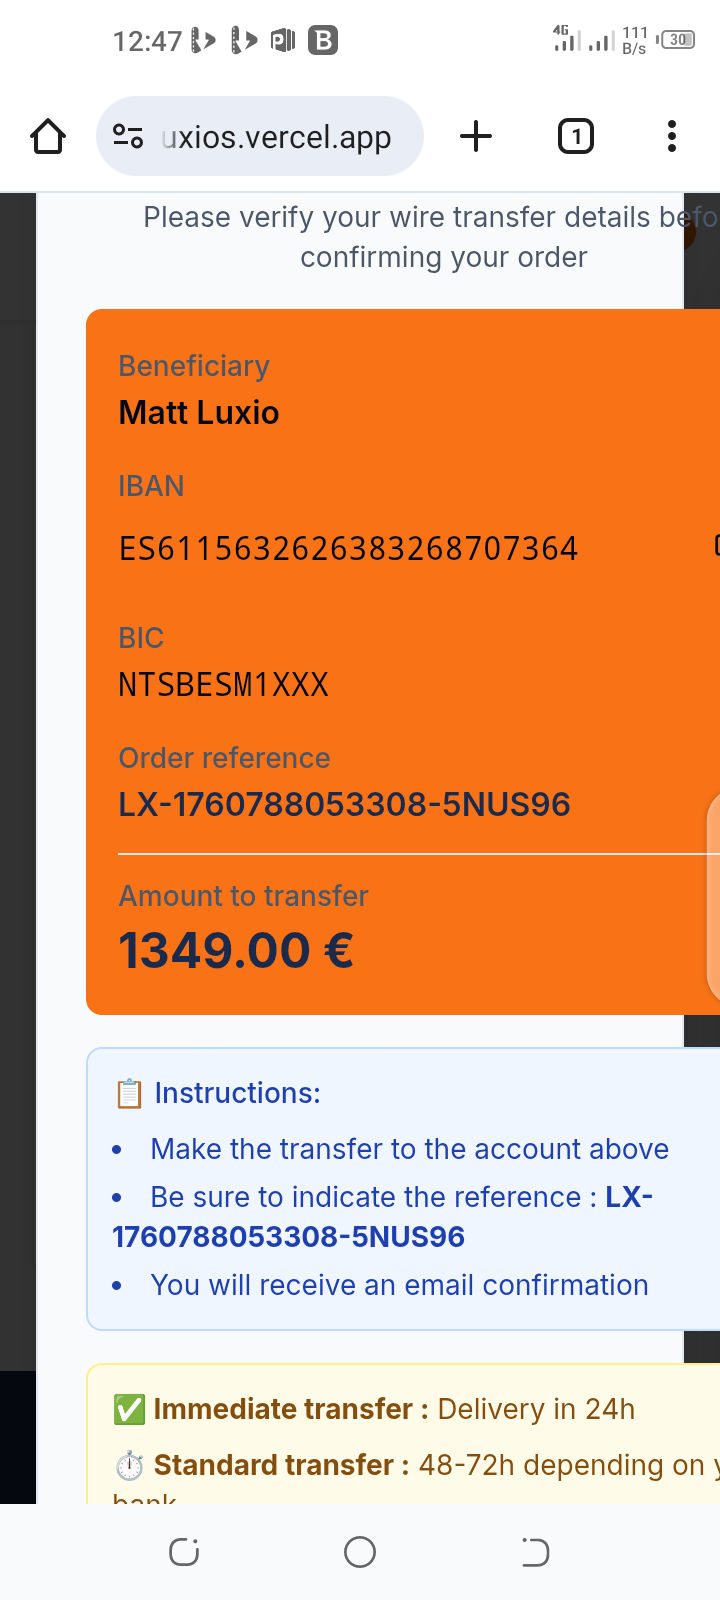 12:47
4G
111
B/s
30
uxios.vercel.app
1
Please verify your wire transfer details befo
confirming your order
Beneficiary
Matt Luxio
IBAN
ES6115632626383268707364
BIC
NTSBESM1XXX
Order reference
LX-1760788053308-5NUS96
Amount to transfer
1349.00 €
📋 Instructions:
• Make the transfer to the account above
• Be sure to indicate the reference : LX-
1760788053308-5NUS96
• You will receive an email confirmation
✅ Immediate transfer : Delivery in 24h
⏱️ Standard transfer : 48-72h depending on y
bank